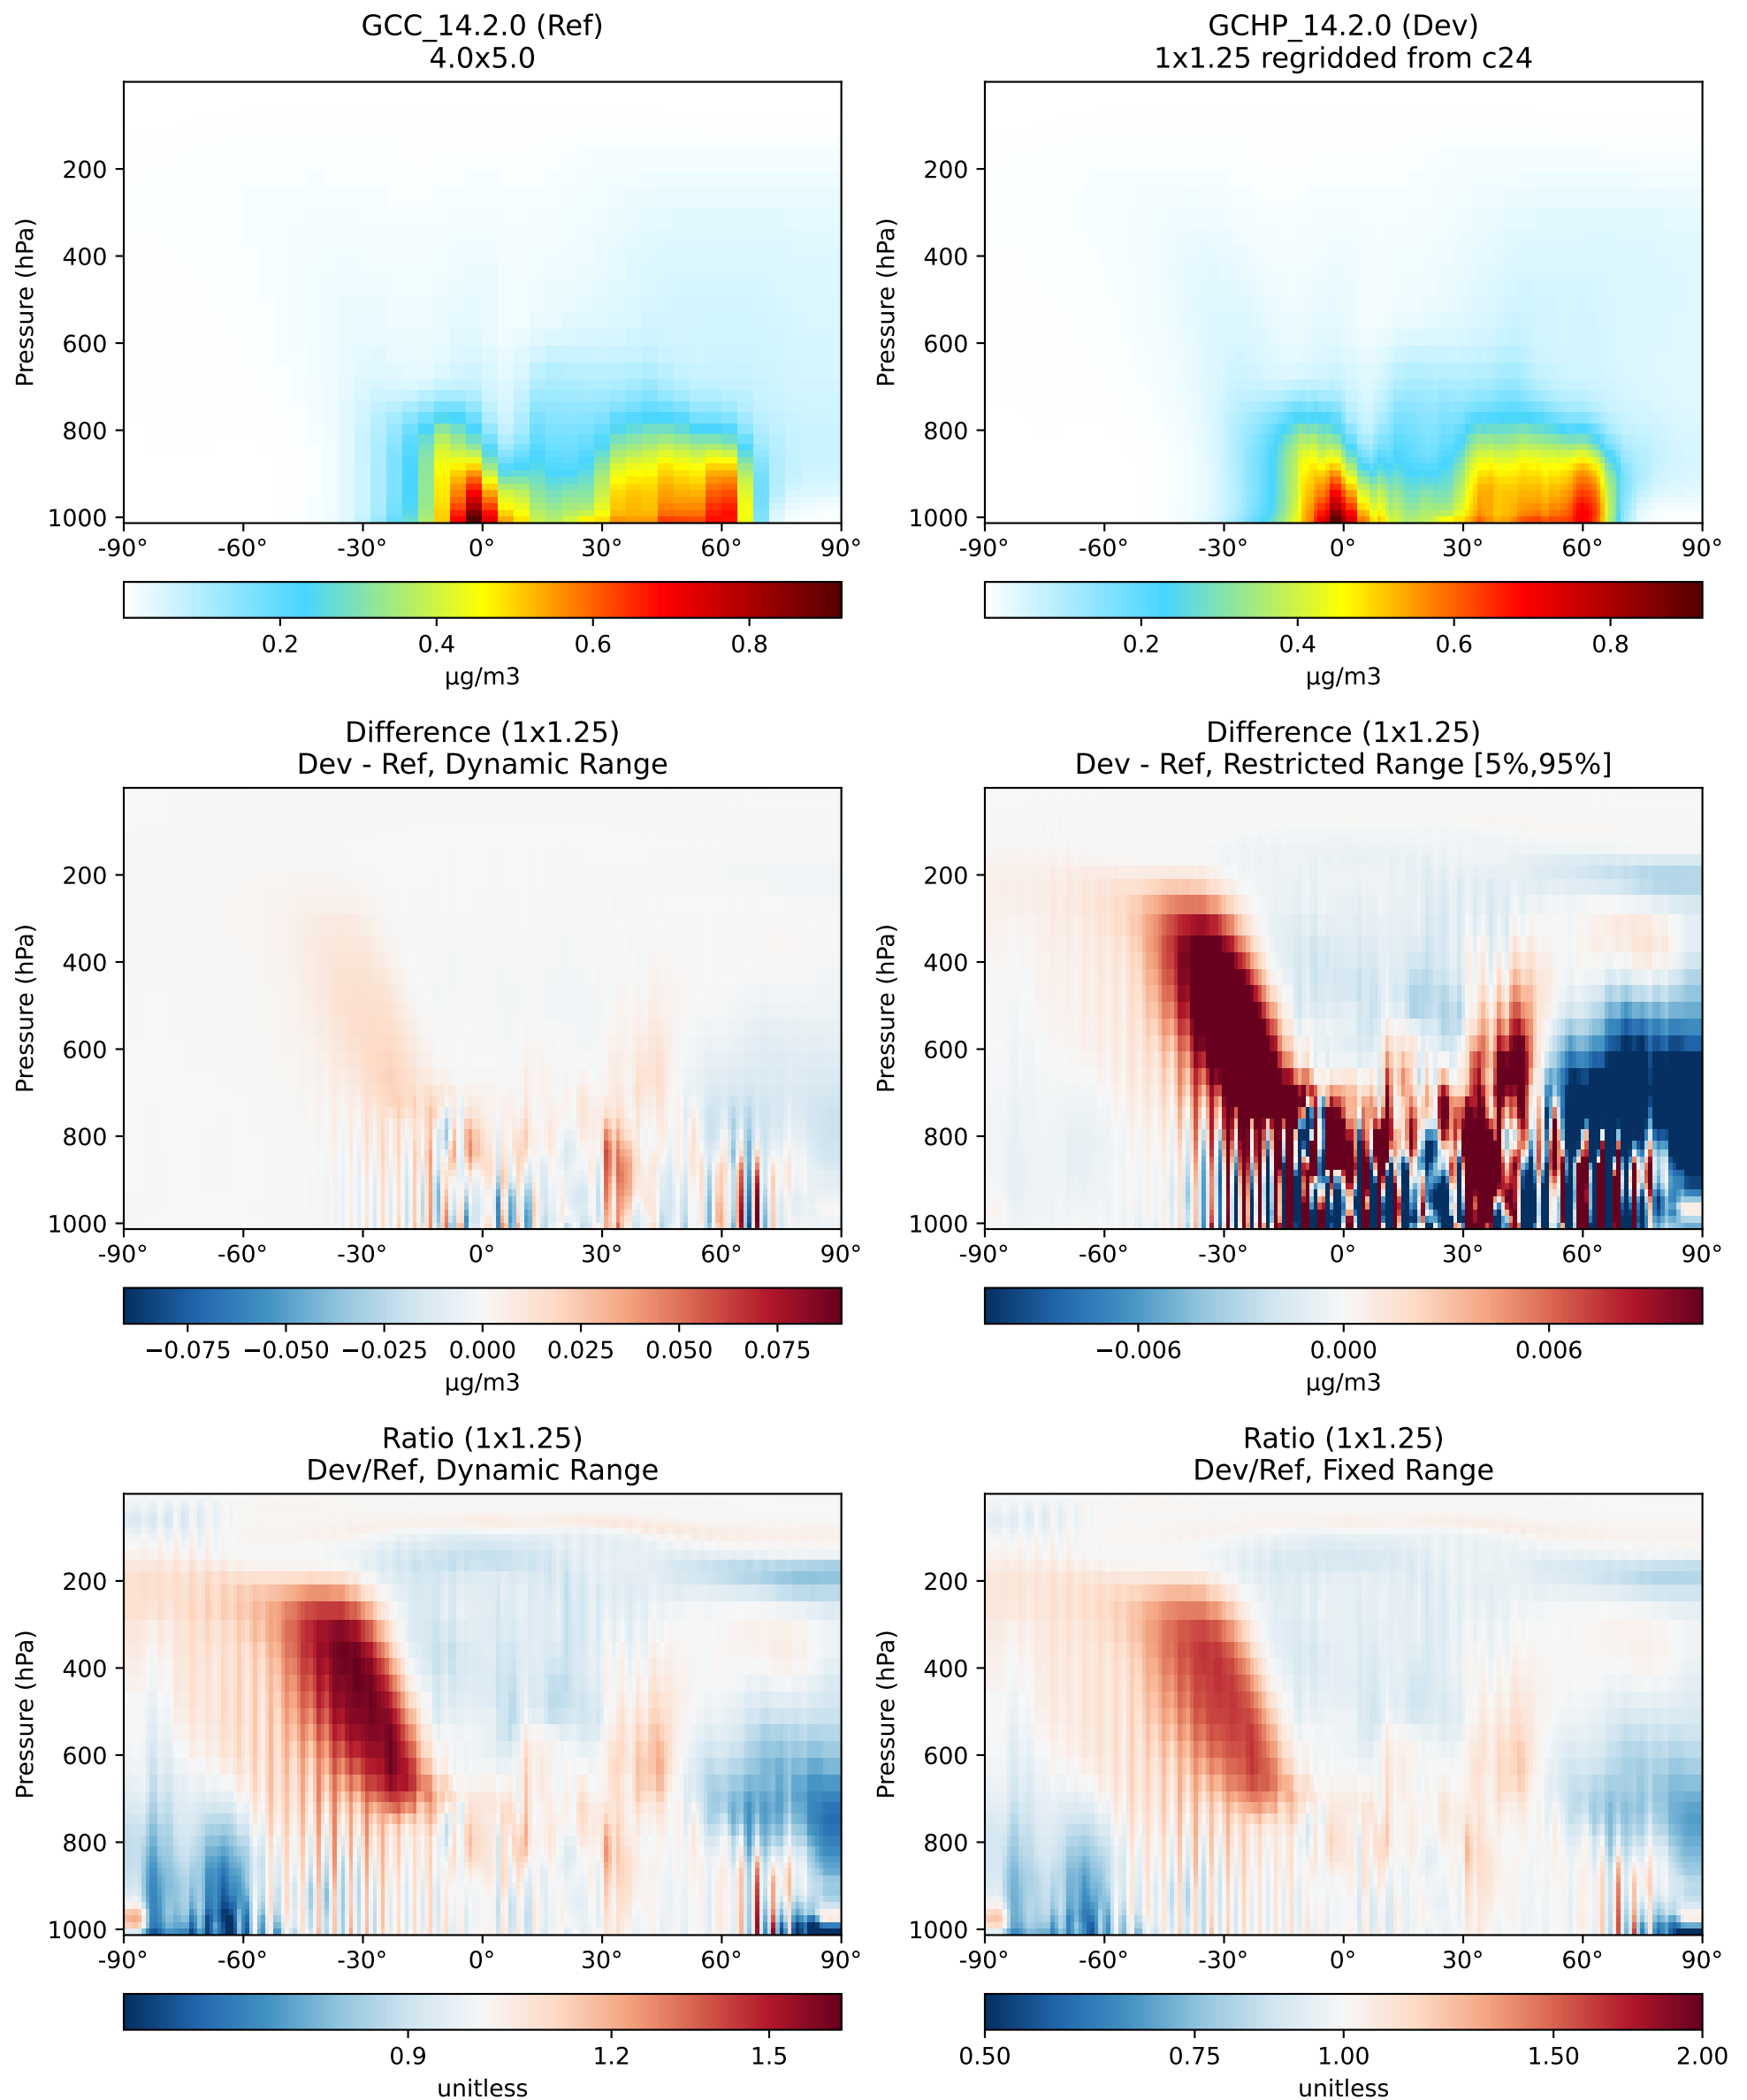 GCC_14.2.0 (Ref)
4.0x5.0
Pressure (hPa)
200
400
600
800
1000
-90° -60° -30° 0° 30° 60° 90°
0.2 0.4 0.6 0.8
μg/m3
GCHP_14.2.0 (Dev)
1x1.25 regridded from c24
Pressure (hPa)
200
400
600
800
1000
-90° -60° -30° 0° 30° 60° 90°
0.2 0.4 0.6 0.8
μg/m3
Difference (1x1.25)
Dev - Ref, Dynamic Range
Pressure (hPa)
200
400
600
800
1000
-90° -60° -30° 0° 30° 60° 90°
−0.075 −0.050 −0.025 0.000 0.025 0.050 0.075
μg/m3
Difference (1x1.25)
Dev - Ref, Restricted Range [5%,95%]
Pressure (hPa)
200
400
600
800
1000
-90° -60° -30° 0° 30° 60° 90°
−0.006 0.000 0.006
μg/m3
Ratio (1x1.25)
Dev/Ref, Dynamic Range
Pressure (hPa)
200
400
600
800
1000
-90° -60° -30° 0° 30° 60° 90°
0.9 1.2 1.5
unitless
Ratio (1x1.25)
Dev/Ref, Fixed Range
Pressure (hPa)
200
400
600
800
1000
-90° -60° -30° 0° 30° 60° 90°
0.50 0.75 1.00 1.50 2.00
unitless